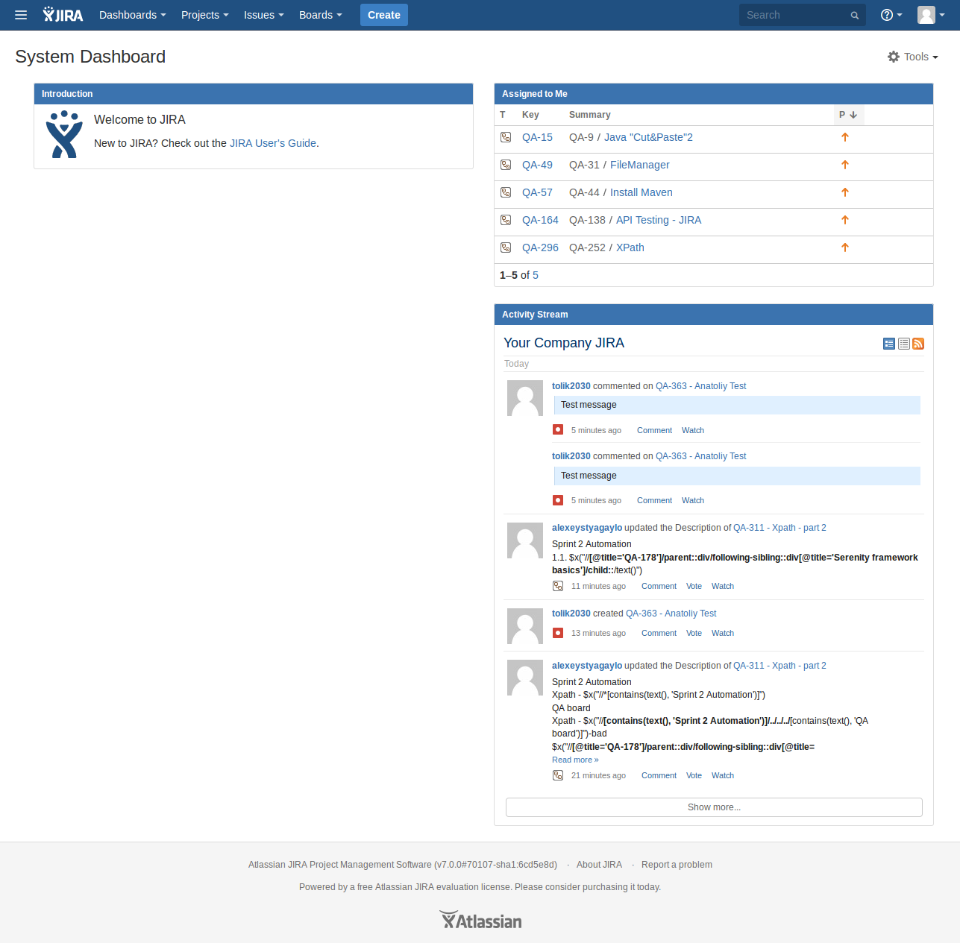 JIRA Dashboards Projects Issues Boards Create Search
System Dashboard Tools
Introduction
Welcome to JIRA
New to JIRA? Check out the JIRA User's Guide.
Assigned to Me
T Key Summary P
QA-15 QA-9 / Java "Cut&Paste"2
QA-49 QA-31 / FileManager
QA-57 QA-44 / Install Maven
QA-164 QA-138 / API Testing - JIRA
QA-296 QA-252 / XPath
1–5 of 5
Activity Stream
Your Company JIRA
Today
tolik2030 commented on QA-363 - Anatoliy Test
Test message
5 minutes ago Comment Watch
tolik2030 commented on QA-363 - Anatoliy Test
Test message
5 minutes ago Comment Watch
alexeystyagaylo updated the Description of QA-311 - Xpath - part 2
Sprint 2 Automation
1.1. $x("//[@title='QA-178']/parent::div/following-sibling::div[@title='Serenity framework
basics']/child::/text()")
11 minutes ago Comment Vote Watch
tolik2030 created QA-363 - Anatoliy Test
13 minutes ago Comment Vote Watch
alexeystyagaylo updated the Description of QA-311 - Xpath - part 2
Sprint 2 Automation
Xpath - $x("//*[contains(text(), 'Sprint 2 Automation')]")
QA board
Xpath - $x("//[contains(text(), 'Sprint 2 Automation')]/../../../[contains(text(), 'QA
board')]")-bad
$x("//[@title='QA-178']/parent::div/following-sibling::div[@title=
Read more »
21 minutes ago Comment Vote Watch
Show more...
Atlassian JIRA Project Management Software (v7.0.0#70107-sha1:6cd5e8d) · About JIRA · Report a problem
Powered by a free Atlassian JIRA evaluation license. Please consider purchasing it today.
Atlassian